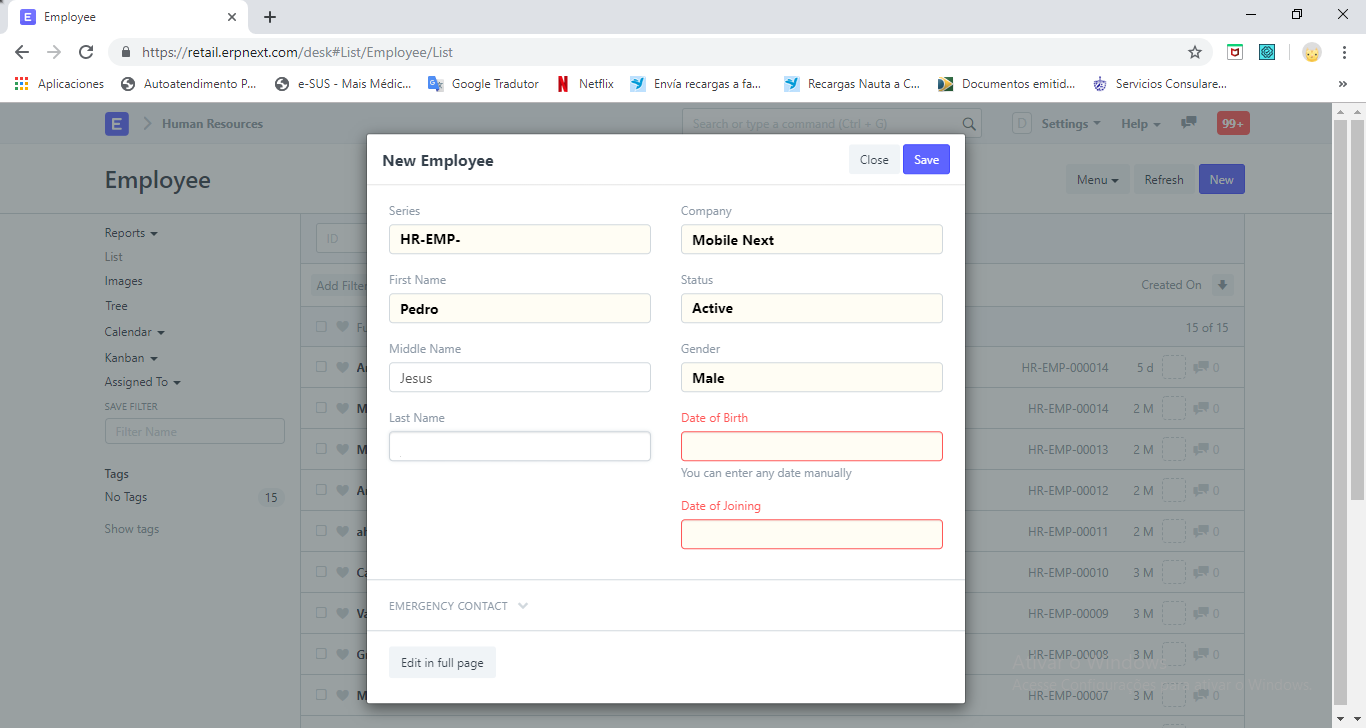 Employee
https://retail.erpnext.com/desk#List/Employee/List
Aplicaciones
Autoatendimento P...
e-SUS - Mais Médic...
Google Tradutor
Netflix
Envía recargas a fa...
Recargas Nauta a C...
Documentos emitid...
Servicios Consulare...
E
Human Resources
Search or type a command (Ctrl + G)
D
Settings
Help
99+
Employee
Menu
Refresh
New
Reports
List
Images
Tree
Calendar
Kanban
Assigned To
SAVE FILTER
Filter Name
Tags
No Tags
15
Show tags
ID
Add Filter
Created On
15 of 15
HR-EMP-000014 5 d 0
HR-EMP-00014 2 M 0
HR-EMP-00013 2 M 0
HR-EMP-00012 2 M 0
HR-EMP-00011 2 M 0
HR-EMP-00010 3 M 0
HR-EMP-00009 3 M 0
HR-EMP-00008 3 M 0
HR-EMP-00007 3 M 0
New Employee
Close
Save
Series
HR-EMP-
First Name
Pedro
Middle Name
Jesus
Last Name
Company
Mobile Next
Status
Active
Gender
Male
Date of Birth
You can enter any date manually
Date of Joining
EMERGENCY CONTACT
Edit in full page
Ativar o Windows
Acesse Configurações para ativar o Windows.